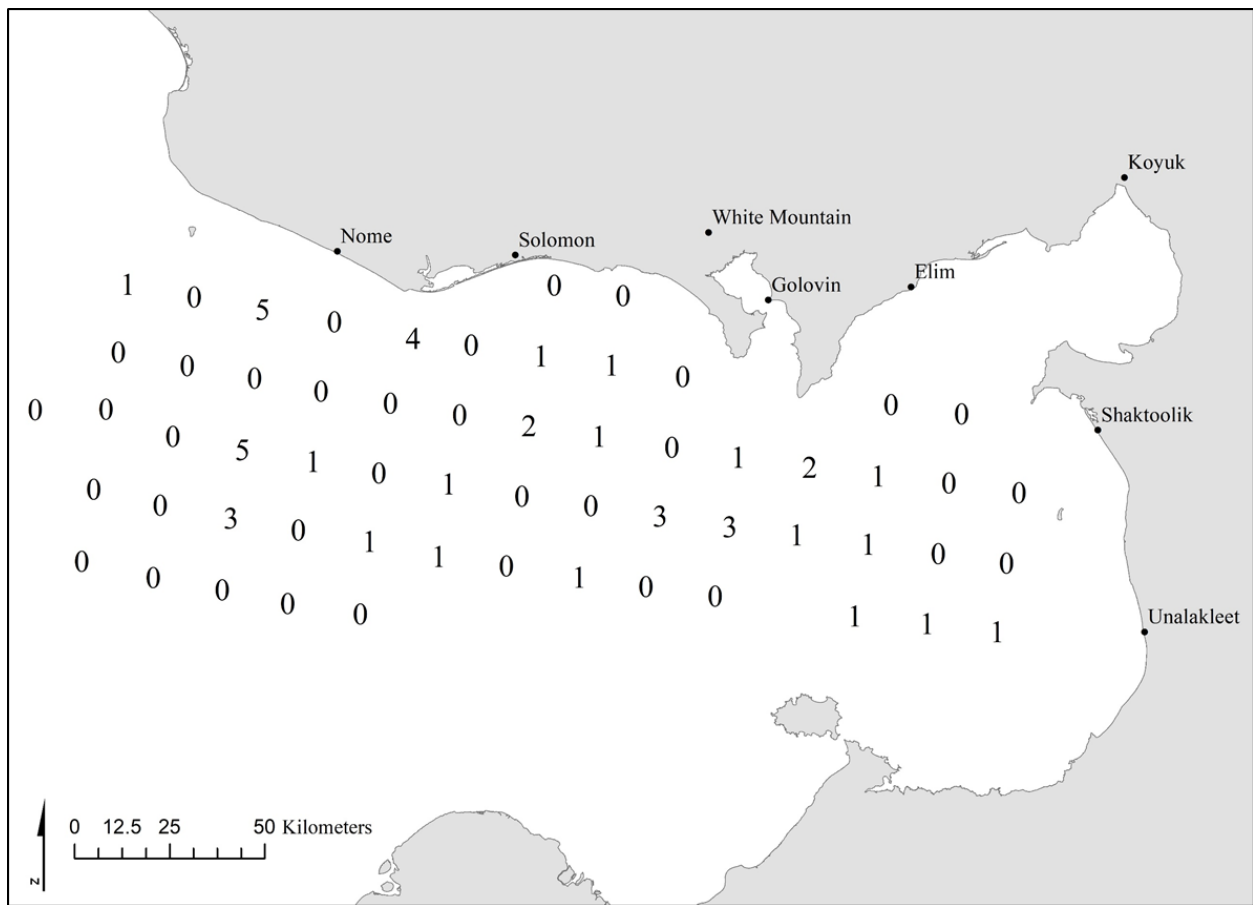 Koyuk
White Mountain
Nome
Solomon
Elim
Golovin
1 0 5 0 4 0 0 0
0 0 0 0 0 0 1 1 0
0 0 0 5 1 0 1 2 1 0 1 2 1 0 0 0 0
Shaktoolik
0 0 3 0 1 1 0 0 0 3 3 1 1 0 0
0 0 0 0 0 1 0 0
1 1 1
Unalakleet
0 12.5 25 50 Kilometers
N